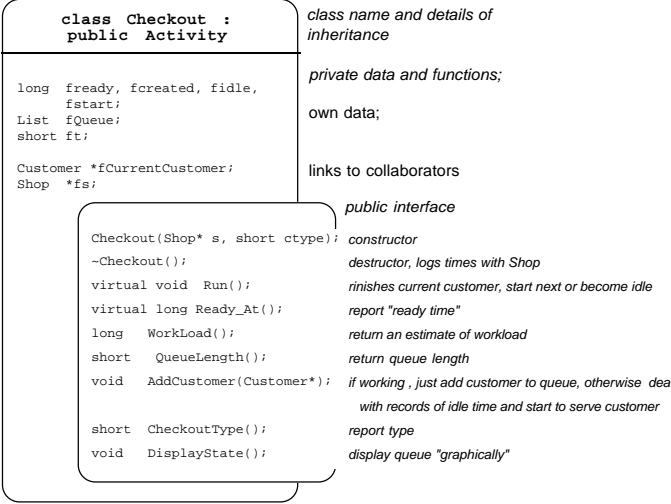 class Checkout : class name and details of
public Activity inheritance
private data and functions;
long fready, fcreated, fidle,
fstart; own data;
List fQueue;
short ft;
Customer *fCurrentCustomer; links to collaborators
Shop *fs;
public interface
Checkout(Shop* s, short ctype); constructor
~Checkout(); destructor, logs times with Shop
virtual void Run(); rinishes current customer, start next or become idle
virtual long Ready_At(); report "ready time"
long WorkLoad(); return an estimate of workload
short QueueLength(); return queue length
void AddCustomer(Customer*); if working , just add customer to queue, otherwise dea
with records of idle time and start to serve customer
short CheckoutType(); report type
void DisplayState(); display queue "graphically"